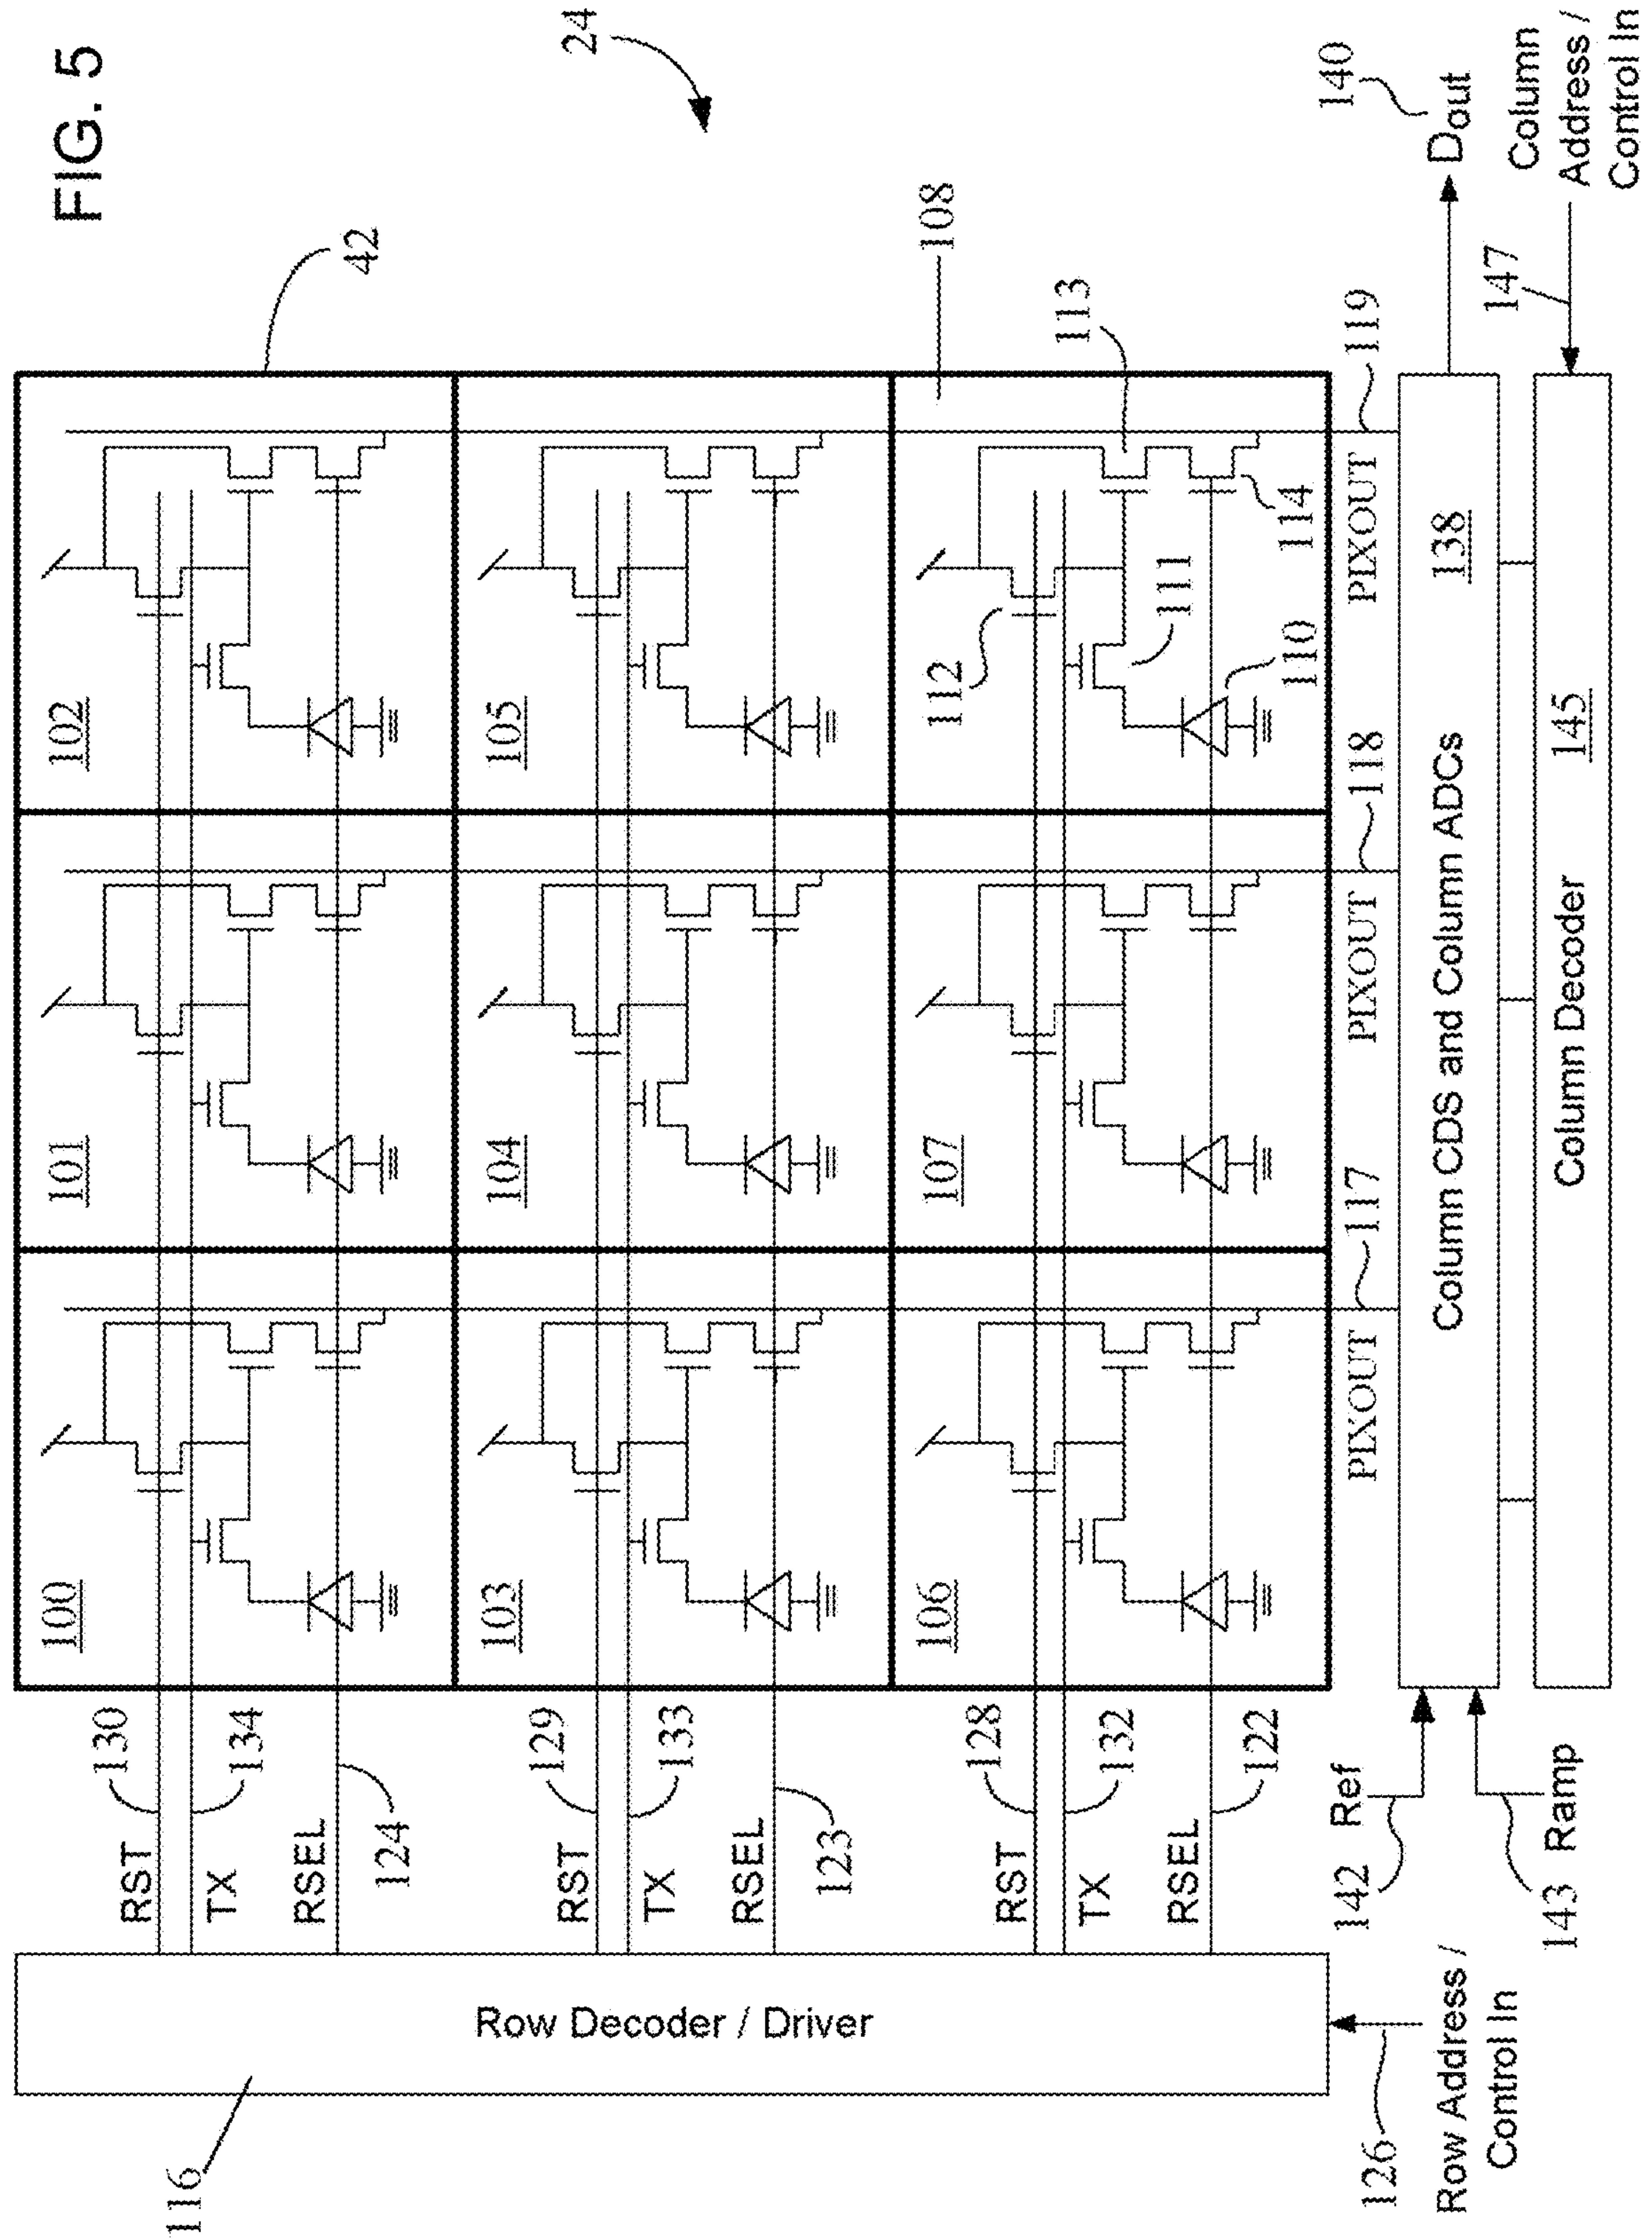 FIG. 5
24
42
116
Row Decoder / Driver
RST
130
TX
134
RSEL
124
100
101
102
RST
129
TX
133
RSEL
123
103
104
105
RST
128
TX
132
RSEL
122
106
107
108
112
113
111
114
110
PIXOUT
117
PIXOUT
118
PIXOUT
119
126
Row Address /
Control In
142
Ref
143
Ramp
Column CDS and Column ADCs
138
Dout
140
Column Decoder
145
147
Column
Address /
Control In